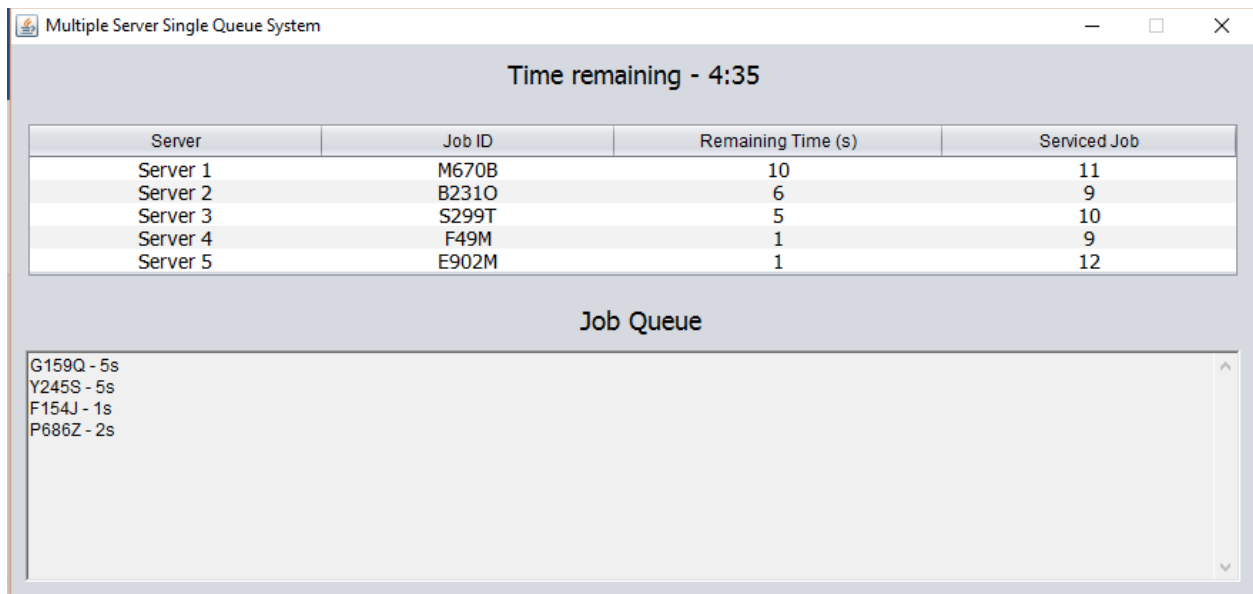 Multiple Server Single Queue System
Time remaining - 4:35
Server Job ID Remaining Time (s) Serviced Job
Server 1 M670B 10 11
Server 2 B231O 6 9
Server 3 S299T 5 10
Server 4 F49M 1 9
Server 5 E902M 1 12
Job Queue
G159Q - 5s
Y245S - 5s
F154J - 1s
P686Z - 2s